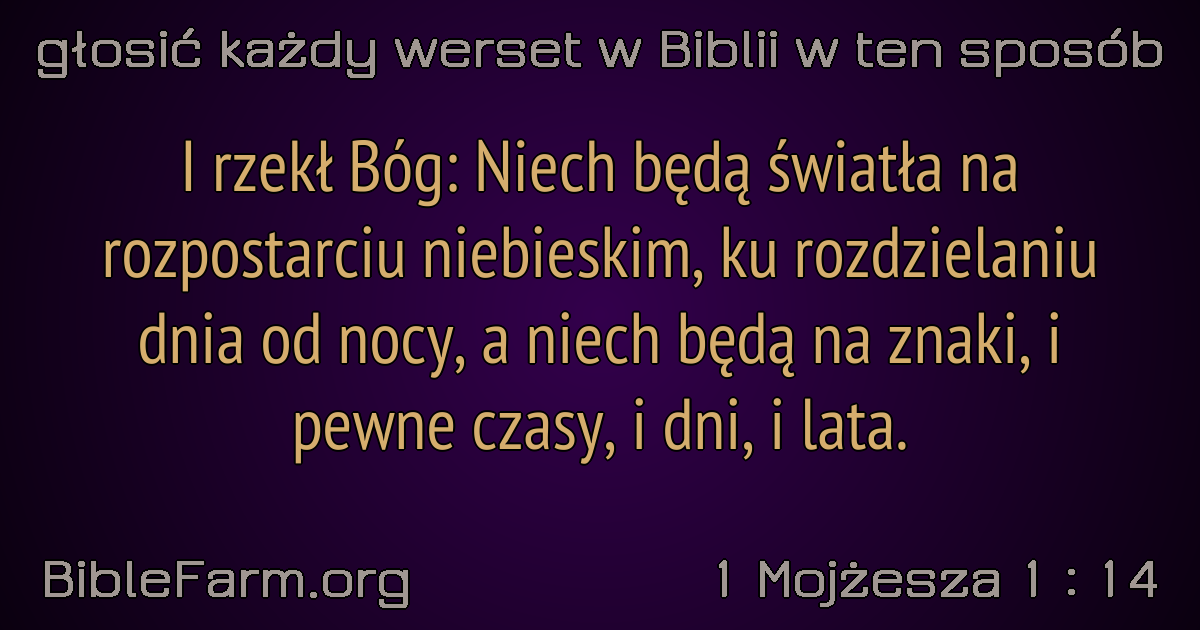 głosić każdy werset w Biblii w ten sposób
I rzekł Bóg: Niech będą światła na
rozpostarciu niebieskim, ku rozdzielaniu
dnia od nocy, a niech będą na znaki, i
pewne czasy, i dni, i lata.
BibleFarm.org
1 Mojżesza 1 : 14